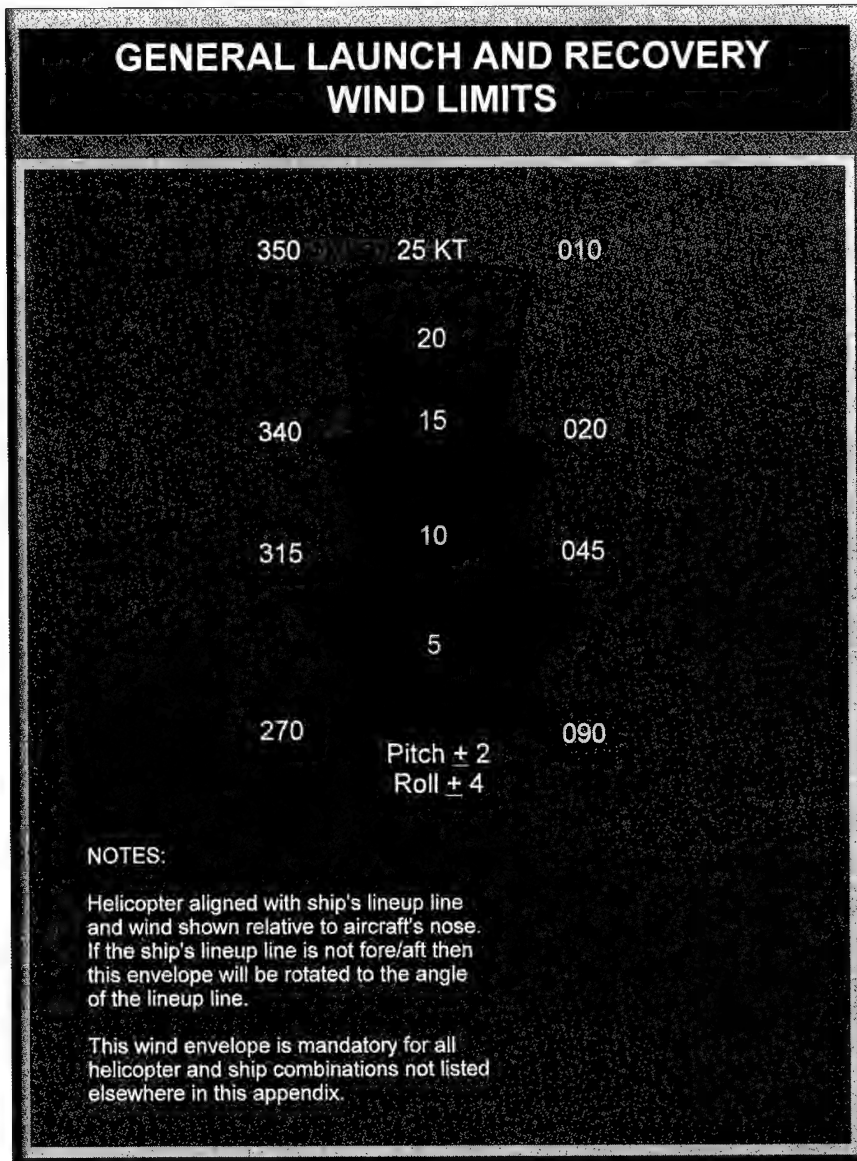 GENERAL LAUNCH AND RECOVERY
WIND LIMITS
350 25 KT 010
20
340 15 020
315 10 045
5
270 090
Pitch ± 2
Roll ± 4
NOTES:
Helicopter aligned with ship's lineup line
and wind shown relative to aircraft's nose.
If the ship's lineup line is not fore/aft then
this envelope will be rotated to the angle
of the lineup line.
This wind envelope is mandatory for all
helicopter and ship combinations not listed
elsewhere in this appendix.